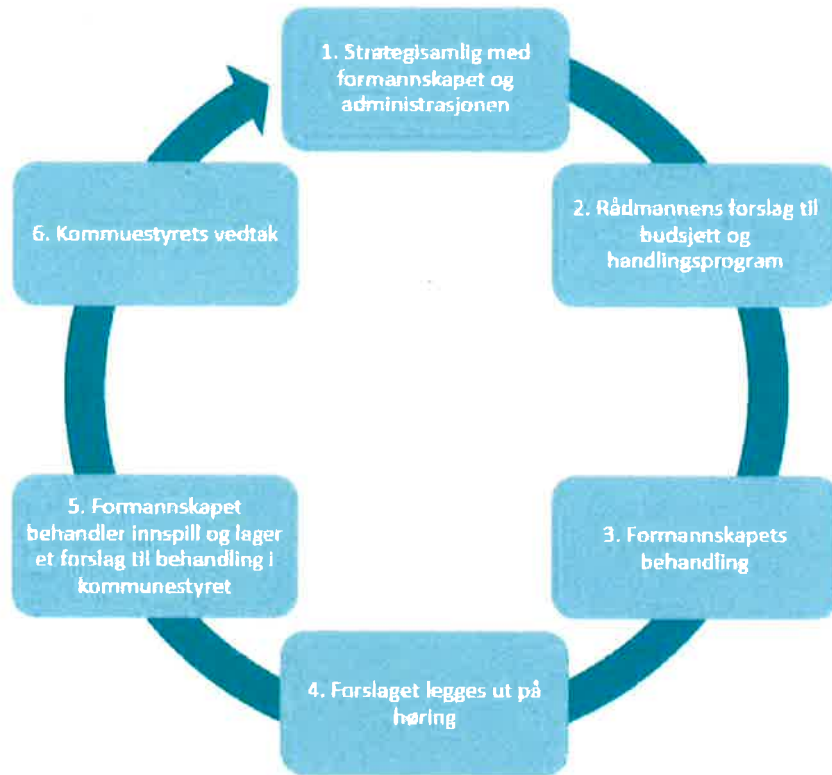 1. Strategisamlig med
formannskapet og
administrasjonen
2. Rådmannens forslag til
budsjett og
handlingsprogram
3. Formannskapets
behandling
4. Forslaget legges ut på
høring
5. Formannskapet
behandler innspill og lager
et forslag til behandling i
kommunestyret
6. Kommuestyrets vedtak